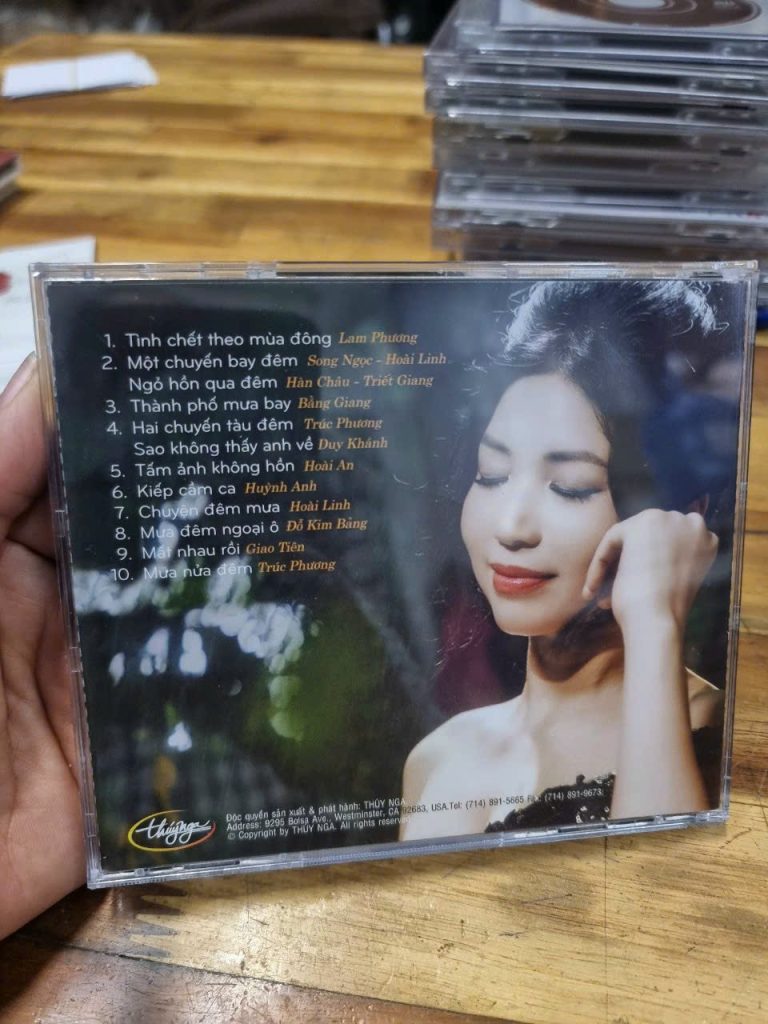 1. Tình chết theo mùa đông Lam Phương
2. Một chuyến bay đêm Song Ngọc - Hoài Linh
Ngỏ hồn qua đêm Hàn Châu - Triết Giang
3. Thành phố mưa bay Bằng Giang
4. Hai chuyến tàu đêm Trúc Phương
Sao không thấy anh về Duy Khánh
5. Tấm ảnh không hồn Hoài An
6. Kiếp cầm ca Huỳnh Anh
7. Chuyện đêm mưa Hoài Linh
8. Mưa đêm ngoại ô Đỗ Kim Bảng
9. Mất nhau rồi Giao Tiên
10. Mưa nửa đêm Trúc Phương
thúy nga
Độc quyền sản xuất & phát hành: THÚY NGA
Address: 9295 Bolsa Ave., Westminster, CA 92683, USA.Tel: (714) 891-5665 Fax: (714) 891-9673
© Copyright by THÚY NGA. All rights reserved